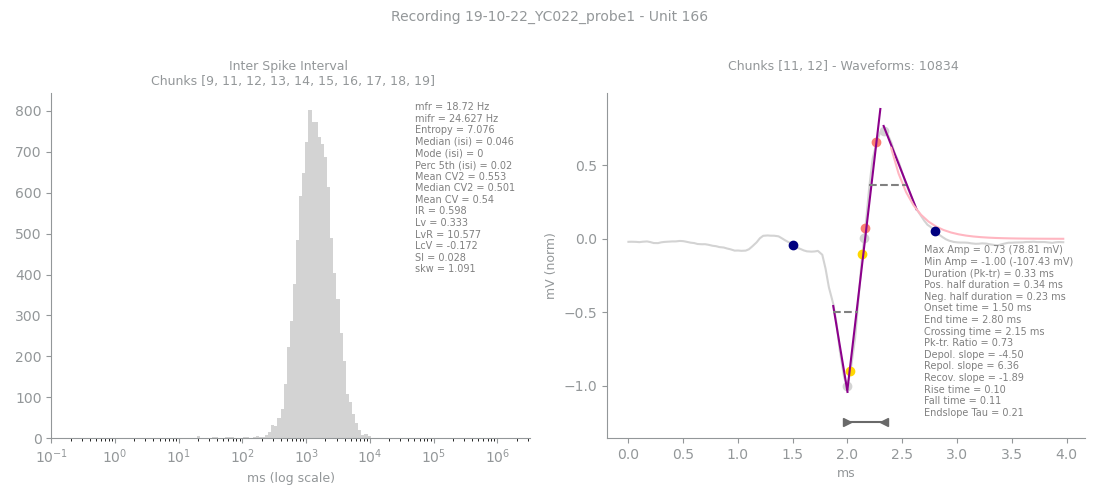 Recording 19-10-22_YC022_probe1 - Unit 166
Inter Spike Interval
Chunks [9, 11, 12, 13, 14, 15, 16, 17, 18, 19]
800
700
600
500
400
300
200
100
0
10⁻¹ 10⁰ 10¹ 10² 10³ 10⁴ 10⁵ 10⁶
ms (log scale)
mfr = 18.72 Hz
mifr = 24.627 Hz
Entropy = 7.076
Median (isi) = 0.046
Mode (isi) = 0
Perc 5th (isi) = 0.02
Mean CV2 = 0.553
Median CV2 = 0.501
Mean CV = 0.54
IR = 0.598
Lv = 0.333
LvR = 10.577
LcV = -0.172
SI = 0.028
skw = 1.091
Chunks [11, 12] - Waveforms: 10834
mV (norm)
0.5
0.0
−0.5
−1.0
0.0 0.5 1.0 1.5 2.0 2.5 3.0 3.5 4.0
ms
Max Amp = 0.73 (78.81 mV)
Min Amp = -1.00 (-107.43 mV)
Duration (Pk-tr) = 0.33 ms
Pos. half duration = 0.34 ms
Neg. half duration = 0.23 ms
Onset time = 1.50 ms
End time = 2.80 ms
Crossing time = 2.15 ms
Pk-tr. Ratio = 0.73
Depol. slope = -4.50
Repol. slope = 6.36
Recov. slope = -1.89
Rise time = 0.10
Fall time = 0.11
Endslope Tau = 0.21